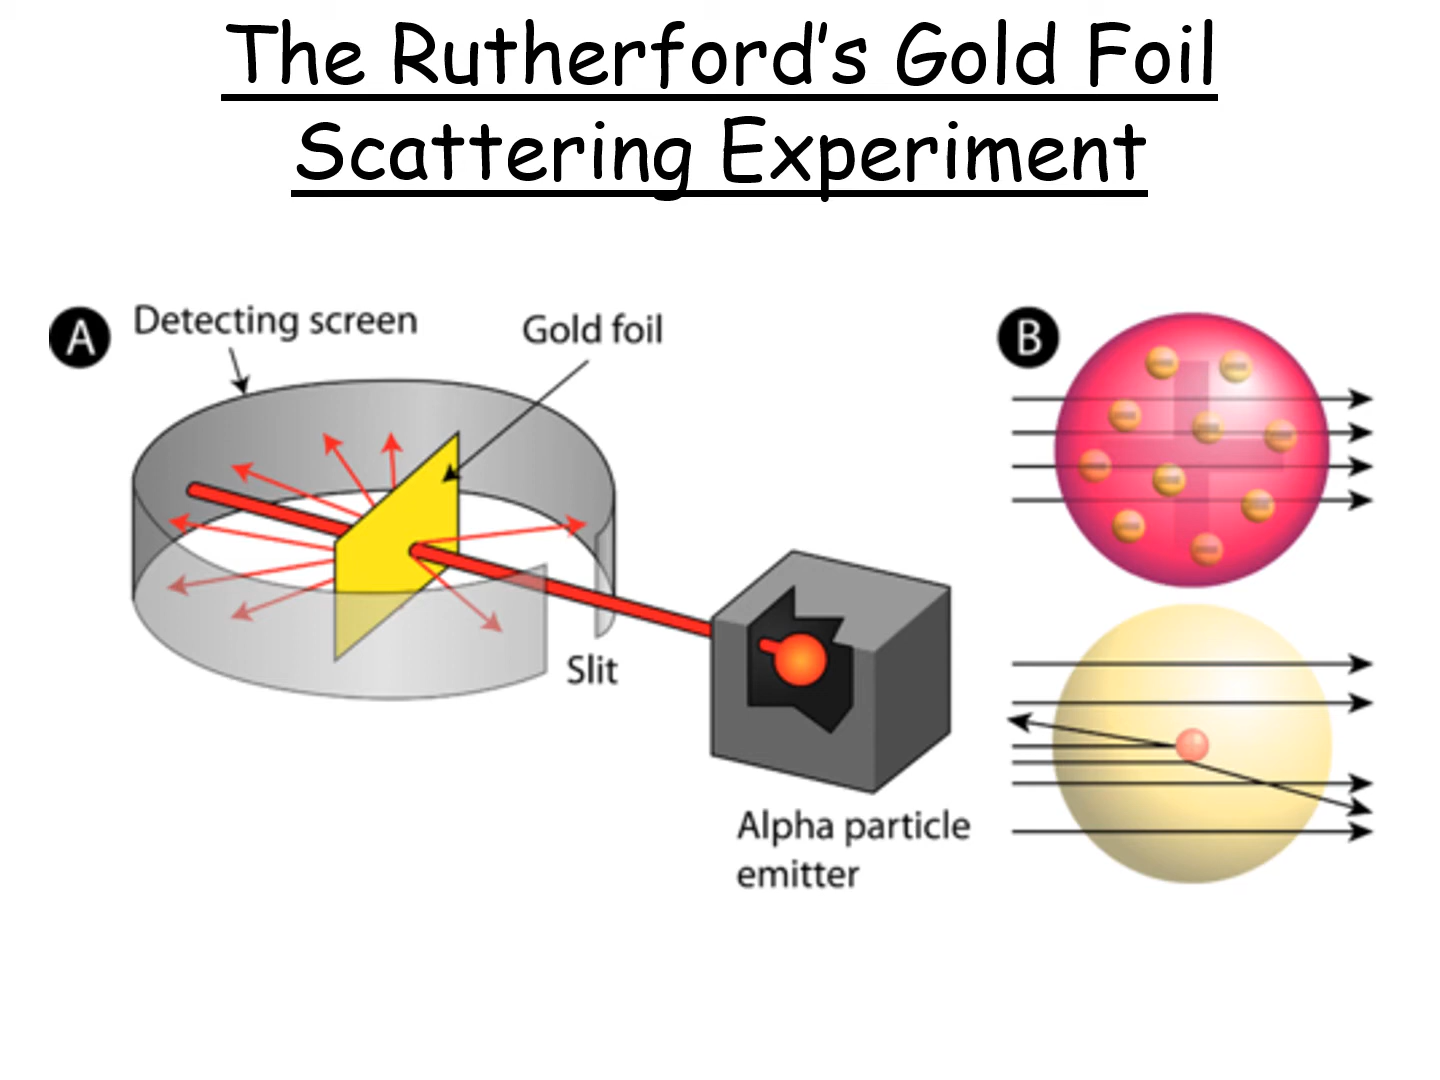 The Rutherford's Gold Foil
Scattering Experiment
A
Detecting screen
Gold foil
Slit
Alpha particle
emitter
B